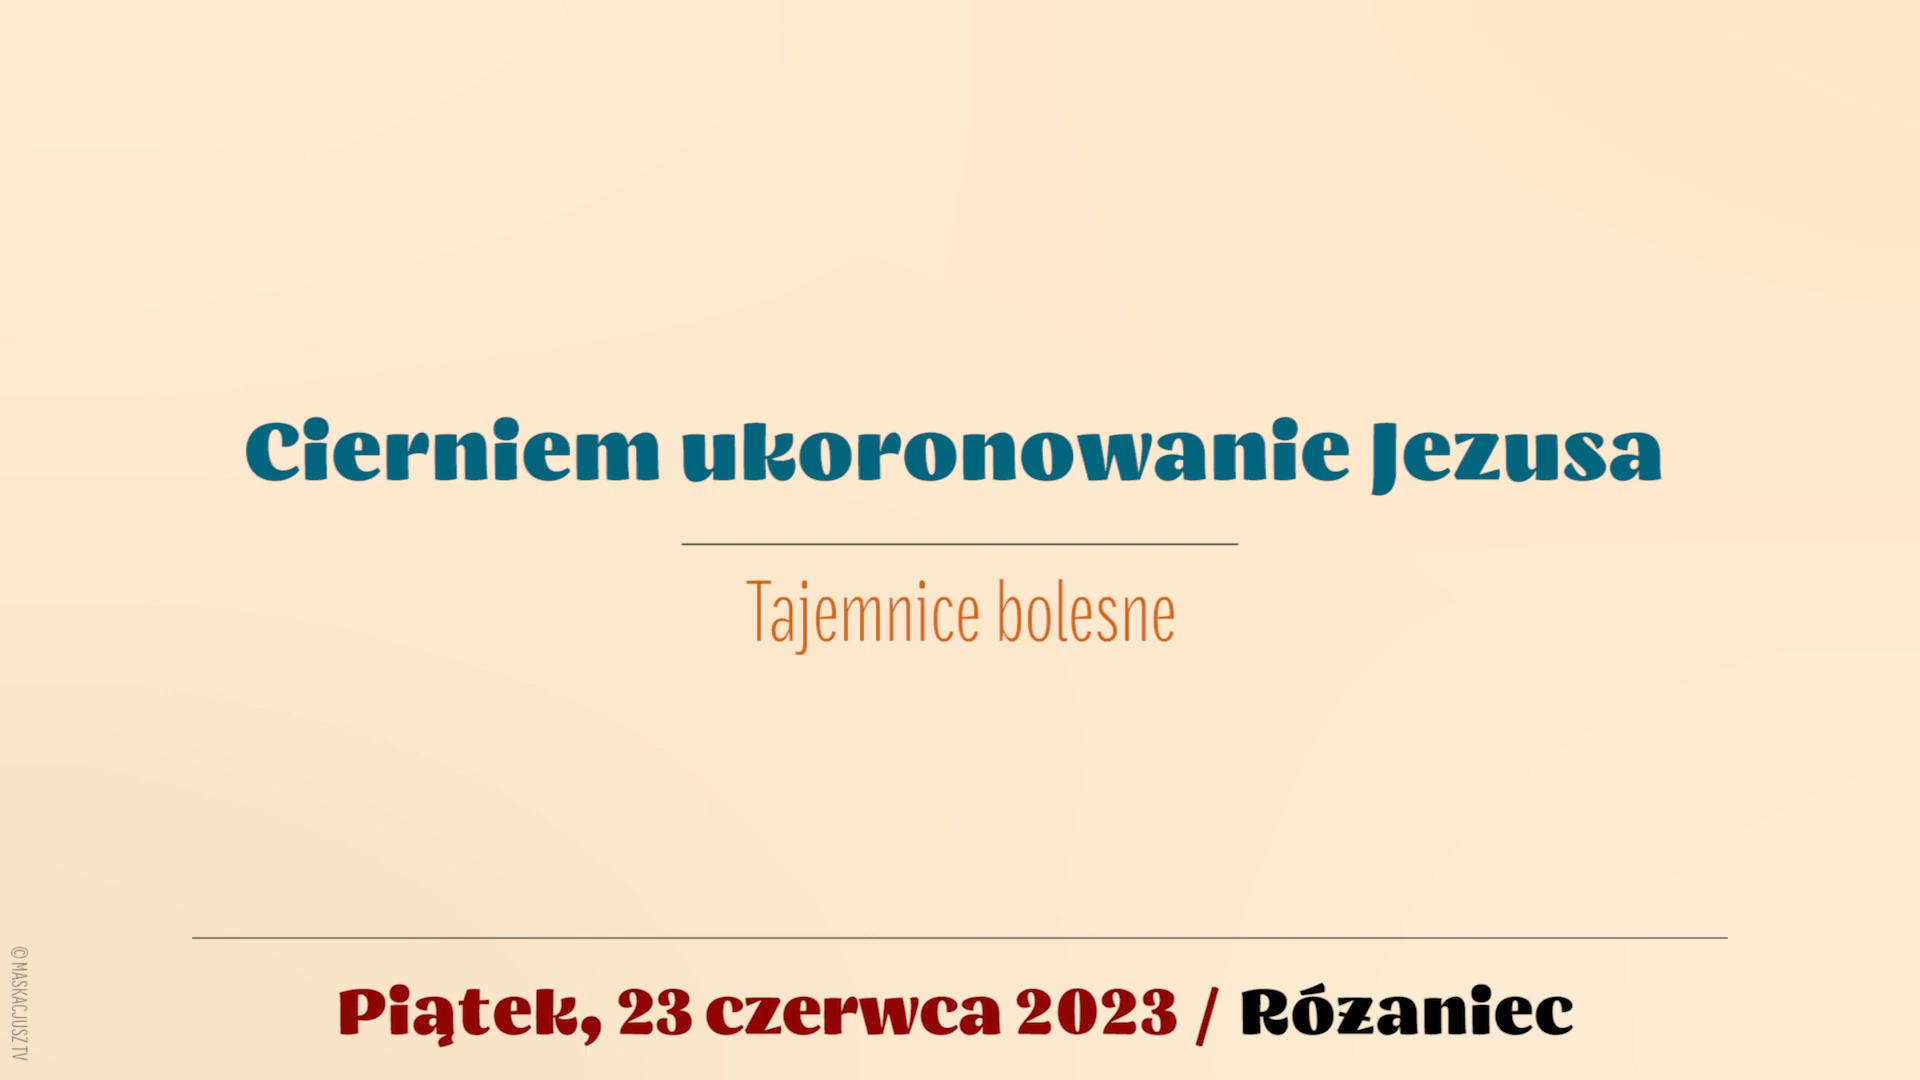 Cierniem ukoronowanie Jezusa
Tajemnice bolesne
Piątek, 23 czerwca 2023 / Różaniec
© MASKACJUSZ TV